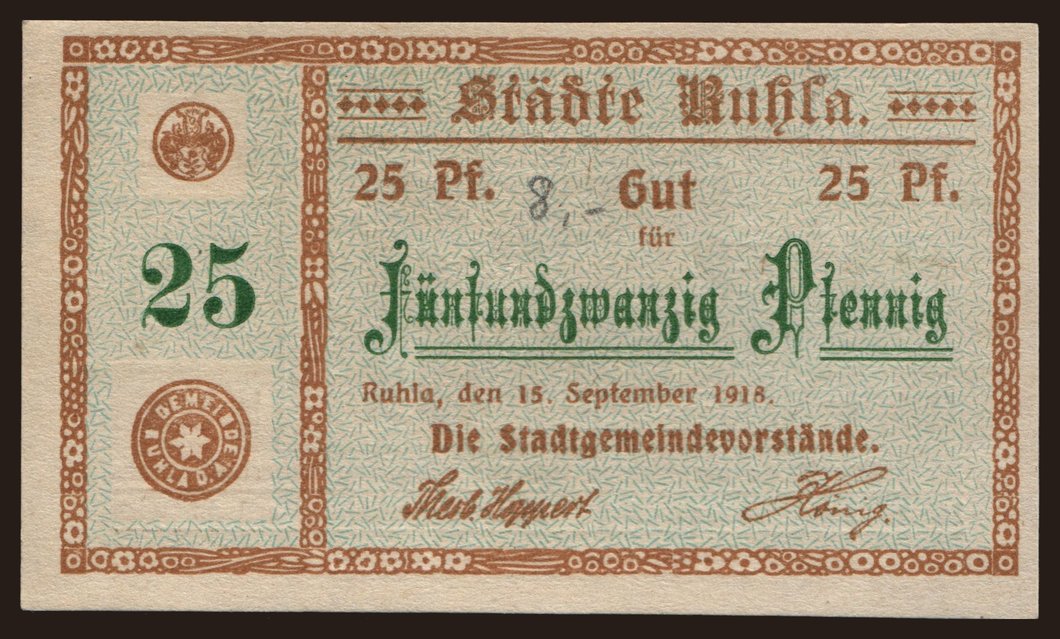 Städte Ruhla.
25 Pf. 8,- Gut 25 Pf.
für
25
Fünfundzwanzig Pfennig
Ruhla, den 15. September 1918.
Die Stadtgemeindevorstände.
König.